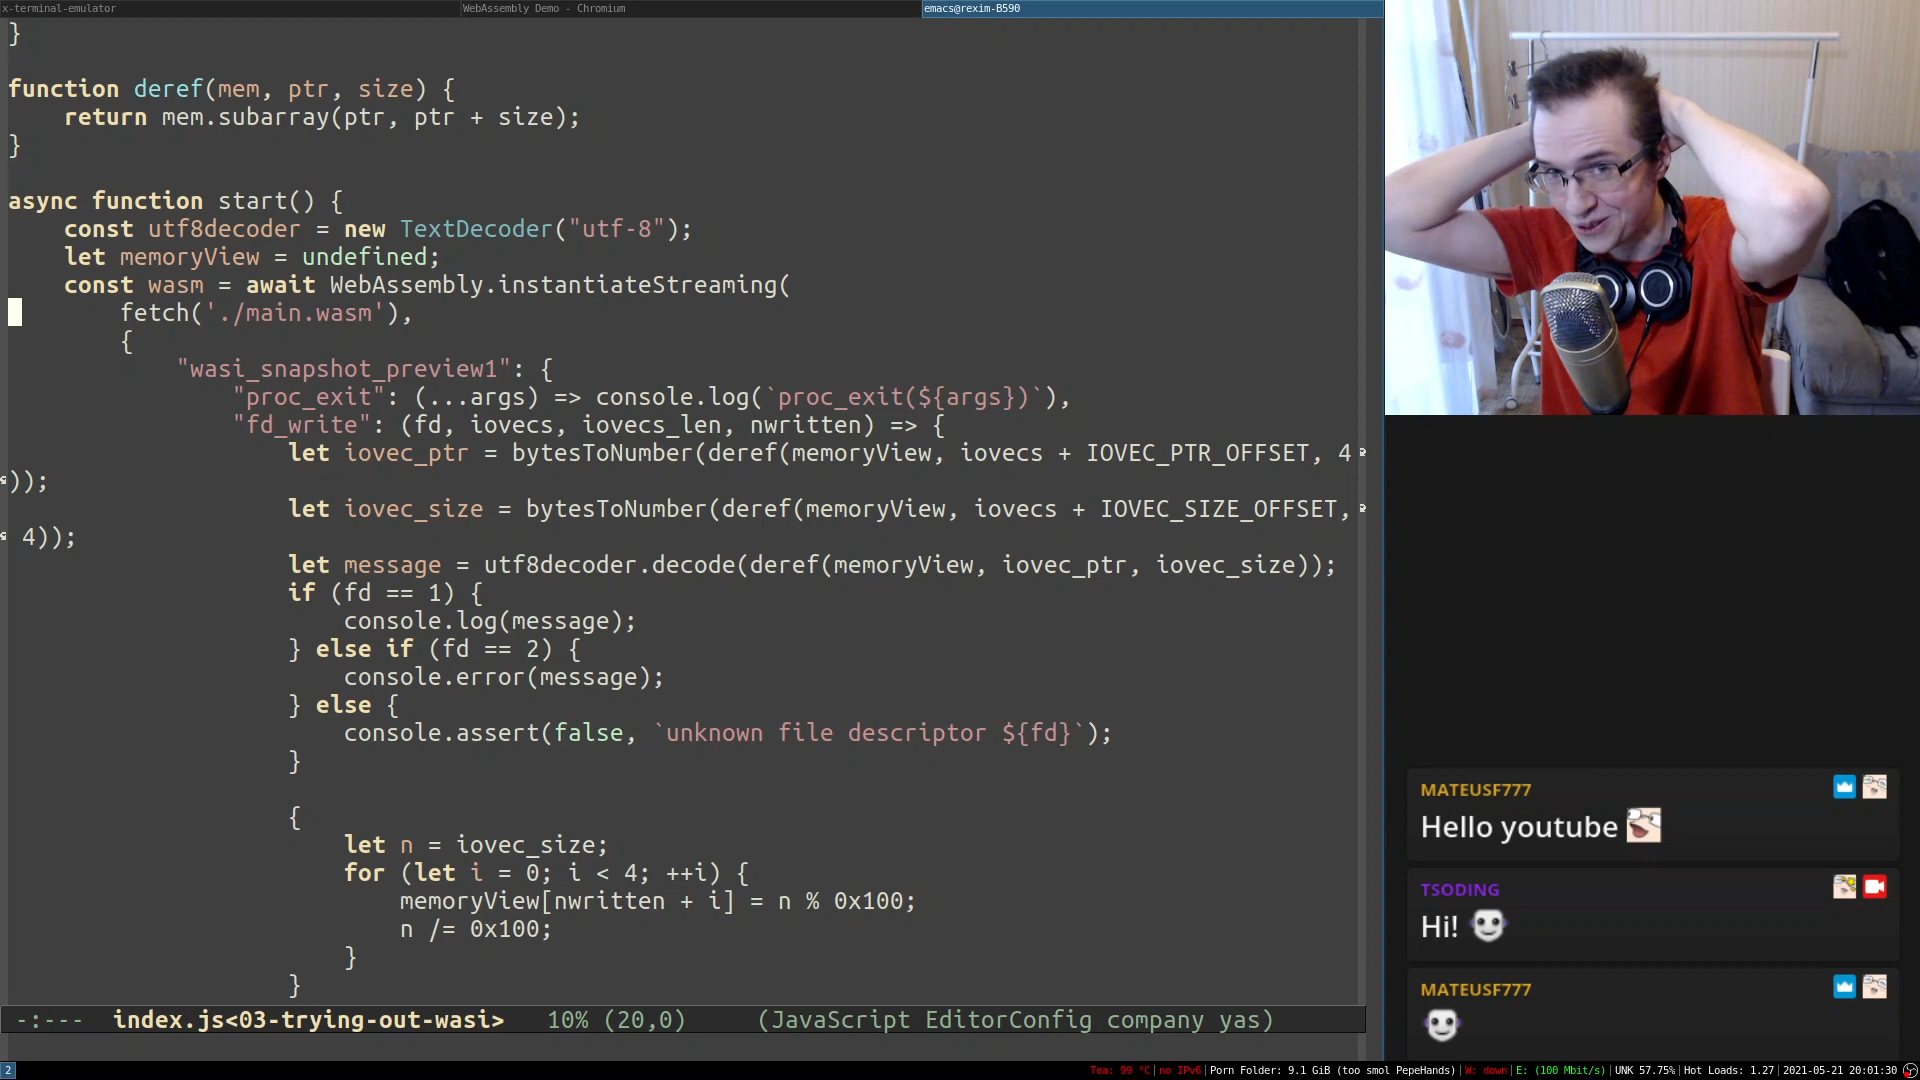 x-terminal-emulator
WebAssembly Demo - Chromium
emacs@rexim-B590
}
function deref(mem, ptr, size) {
    return mem.subarray(ptr, ptr + size);
}
async function start() {
    const utf8decoder = new TextDecoder("utf-8");
    let memoryView = undefined;
    const wasm = await WebAssembly.instantiateStreaming(
        fetch('./main.wasm'),
        {
            "wasi_snapshot_preview1": {
                "proc_exit": (...args) => console.log(`proc_exit(${args})`),
                "fd_write": (fd, iovecs, iovecs_len, nwritten) => {
                    let iovec_ptr = bytesToNumber(deref(memoryView, iovecs + IOVEC_PTR_OFFSET, 4
));
                    let iovec_size = bytesToNumber(deref(memoryView, iovecs + IOVEC_SIZE_OFFSET,
 4));
                    let message = utf8decoder.decode(deref(memoryView, iovec_ptr, iovec_size));
                    if (fd == 1) {
                        console.log(message);
                    } else if (fd == 2) {
                        console.error(message);
                    } else {
                        console.assert(false, `unknown file descriptor ${fd}`);
                    }
                    {
                        let n = iovec_size;
                        for (let i = 0; i < 4; ++i) {
                            memoryView[nwritten + i] = n % 0x100;
                            n /= 0x100;
                        }
                    }
-:--- index.js<03-trying-out-wasi> 10% (20,0) (JavaScript EditorConfig company yas)
MATEUSF777
Hello youtube
TSODING
Hi!
MATEUSF777
2
Tea: 99 °C|no IPv6|Porn Folder: 9.1 GiB (too smol PepeHands)|W: down|E: (100 Mbit/s)|UNK 57.75%|Hot Loads: 1.27|2021-05-21 20:01:30